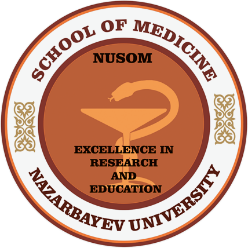 SCHOOL OF MEDICINE
NUSOM
EXCELLENCE IN
RESEARCH
AND
EDUCATION
NAZARBAYEV UNIVERSITY